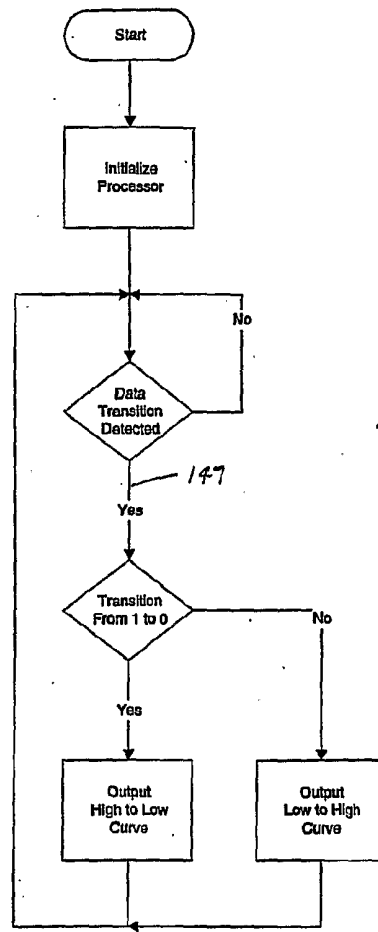 Start
Initialize
Processor
No
Data
Transition
Detected
147
Yes
Transition
From 1 to 0
No
Yes
Output
High to Low
Curve
Output
Low to High
Curve